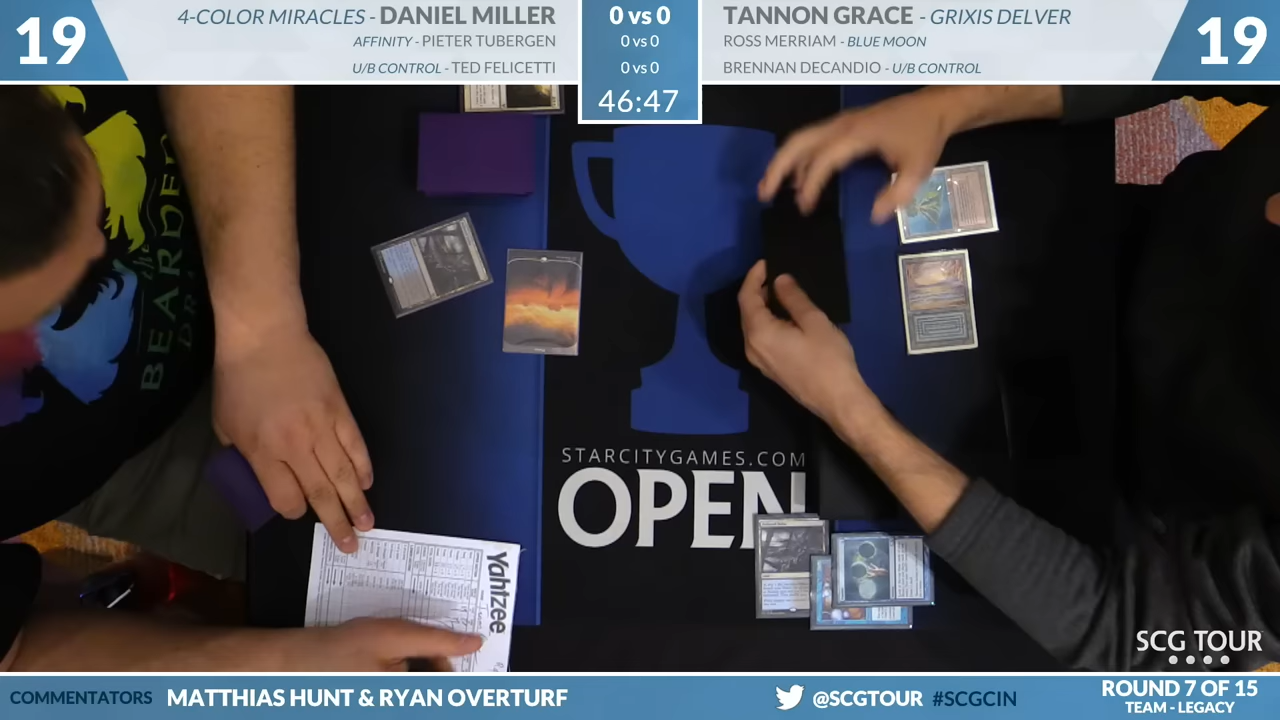 19
4-COLOR MIRACLES - DANIEL MILLER
AFFINITY - PIETER TUBERGEN
U/B CONTROL - TED FELICETTI
0 vs 0
0 vs 0
0 vs 0
46:47
TANNON GRACE - GRIXIS DELVER
ROSS MERRIAM - BLUE MOON
BRENNAN DECANDIO - U/B CONTROL
19
the
BEARDED
STARCITYGAMES.COM
OPEN
Yahtzee
SCG TOUR
COMMENTATORS MATTHIAS HUNT & RYAN OVERTURF
@SCGTOUR #SCGCIN
ROUND 7 OF 15
TEAM - LEGACY